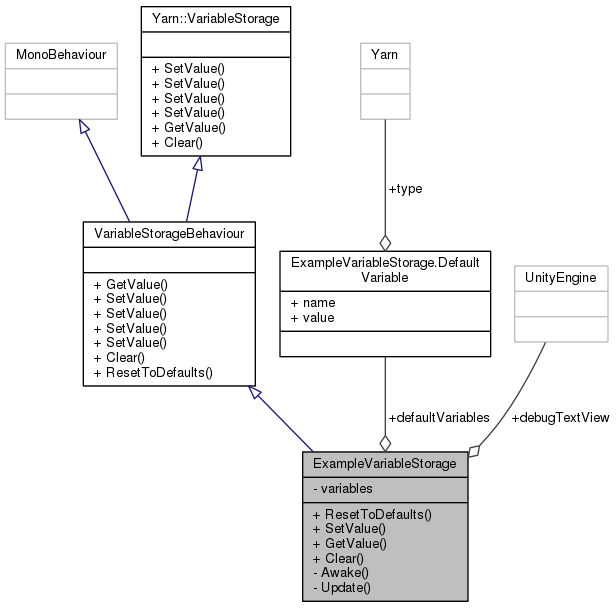 Yarn::VariableStorage
+ SetValue()
+ SetValue()
+ SetValue()
+ SetValue()
+ GetValue()
+ Clear()
MonoBehaviour
Yarn
+type
VariableStorageBehaviour
+ GetValue()
+ SetValue()
+ SetValue()
+ SetValue()
+ SetValue()
+ Clear()
+ ResetToDefaults()
ExampleVariableStorage.Default
Variable
+ name
+ value
UnityEngine
+defaultVariables
+debugTextView
ExampleVariableStorage
- variables
+ ResetToDefaults()
+ SetValue()
+ GetValue()
+ Clear()
- Awake()
- Update()